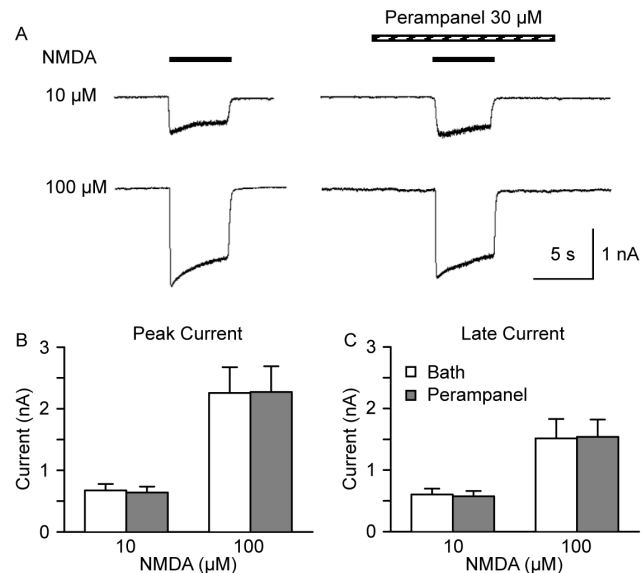 A
Perampanel 30 µM
NMDA
10 µM
100 µM
5 s
1 nA
B
Peak Current
Current (nA)
3
2
1
0
10
100
NMDA (µM)
C
Late Current
Bath
Perampanel
Current (nA)
3
2
1
0
10
100
NMDA (µM)